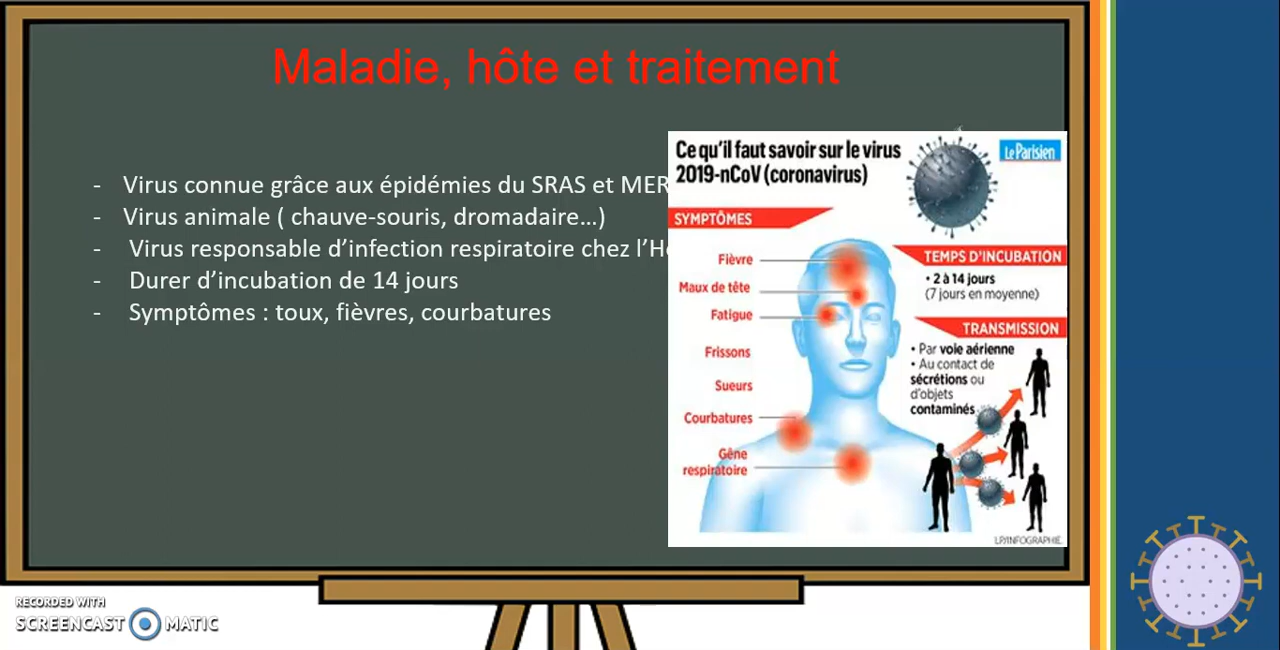 Maladie, hôte et traitement
- Virus connue grâce aux épidémies du SRAS et MER
- Virus animale ( chauve-souris, dromadaire...)
- Virus responsable d'infection respiratoire chez l'H
- Durer d'incubation de 14 jours
- Symptômes : toux, fièvres, courbatures
Ce qu'il faut savoir sur le virus
2019-nCoV (coronavirus)
Le Parisien
SYMPTÔMES
Fièvre
Maux de tête
Fatigue
Frissons
Sueurs
Courbatures
Gêne
respiratoire
TEMPS D'INCUBATION
• 2 à 14 jours
(7 jours en moyenne)
TRANSMISSION
• Par voie aérienne
• Au contact de
sécrétions ou
d'objets
contaminés
LP/INFOGRAPHIE.
RECORDED WITH
SCREENCAST MATIC